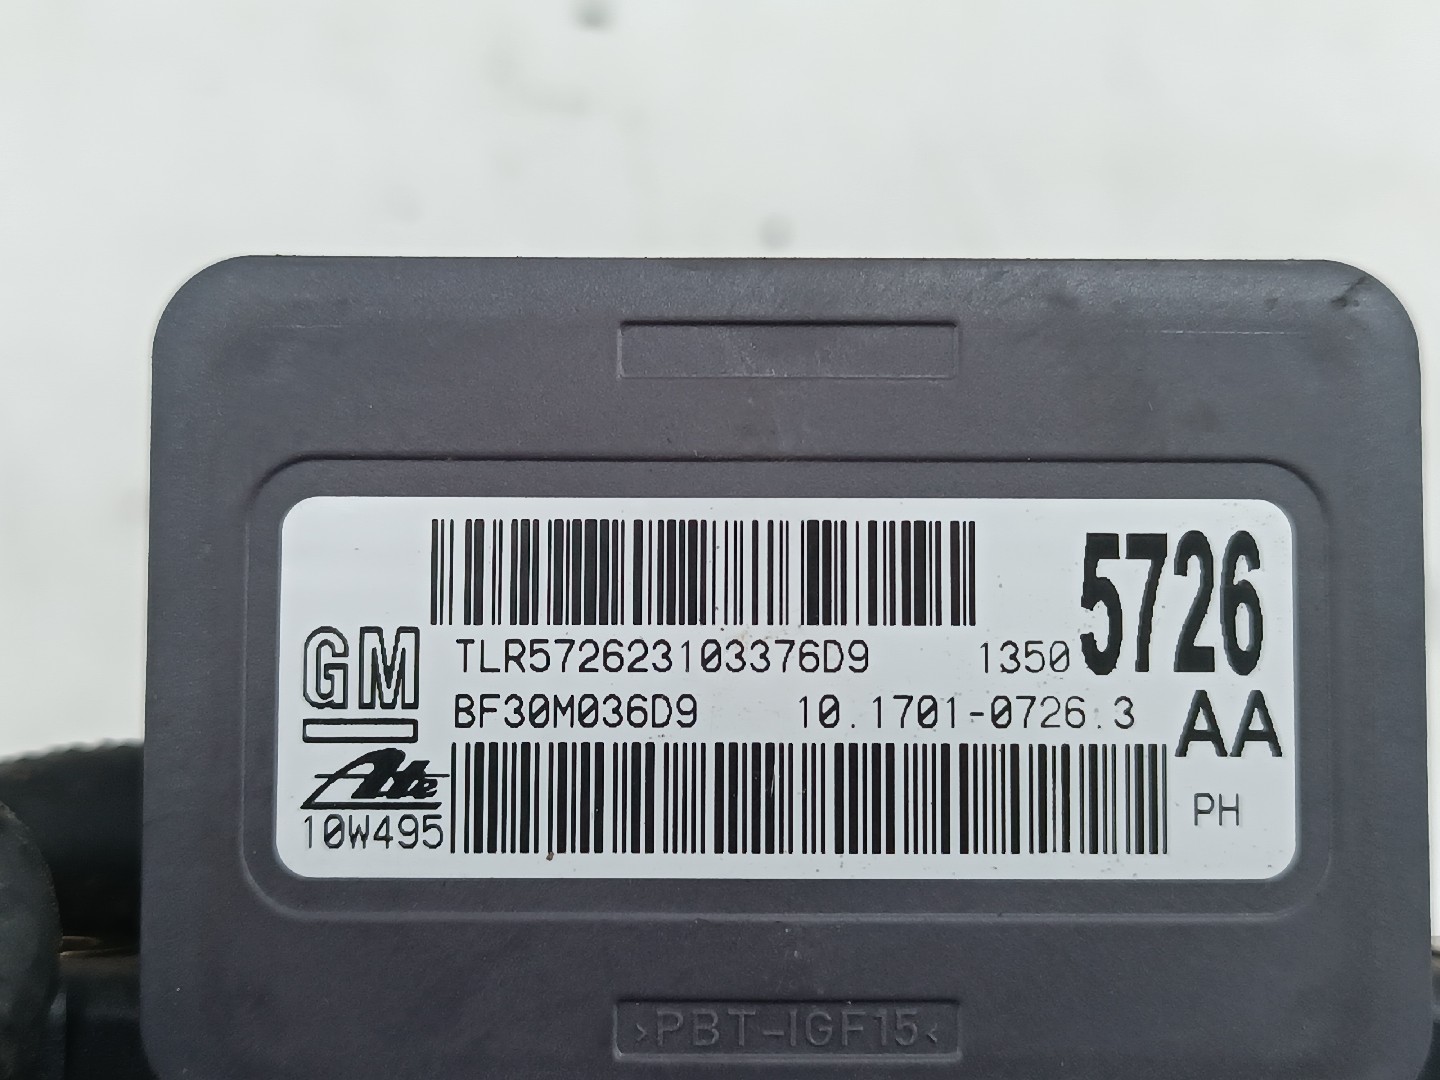 5726
GM TLR572623103376D9 1350
BF30M036D9 10.1701-0726.3 AA
Ate
10W495 PH
>PBT-IGF15<